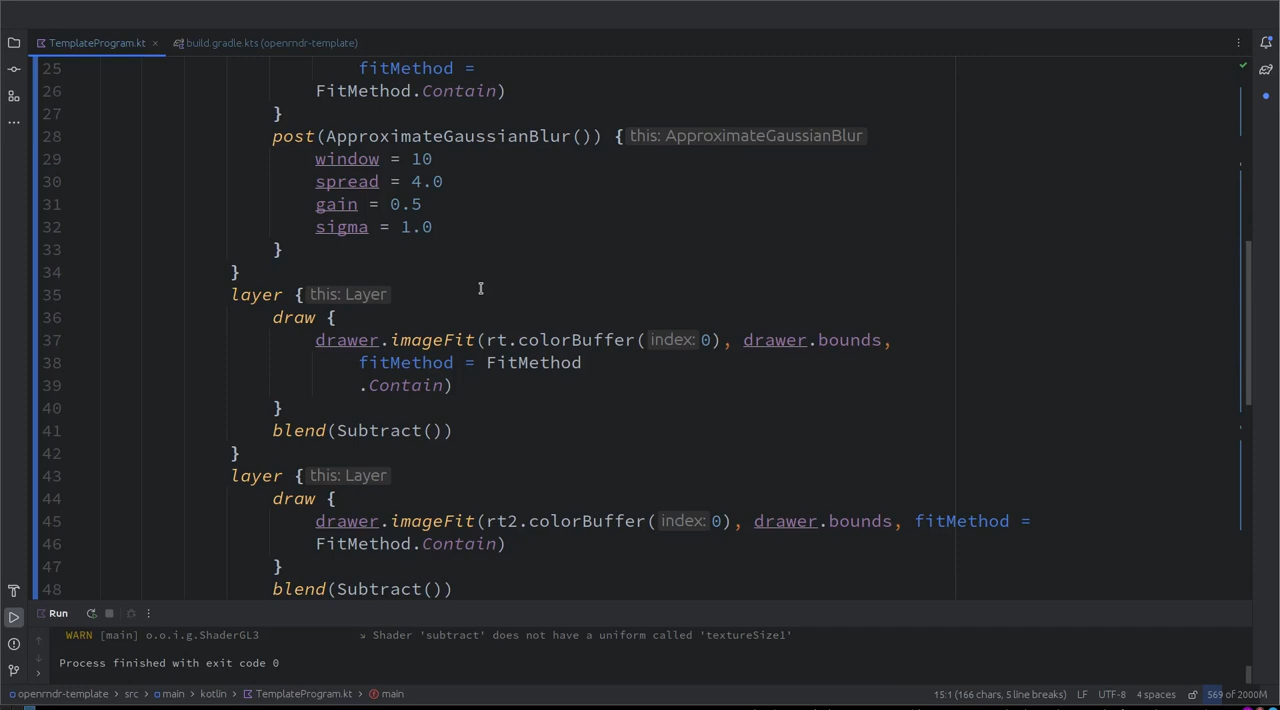 TemplateProgram.kt
build.gradle.kts (openrndr-template)
25 fitMethod =
26 FitMethod.Contain)
27 }
28 post(ApproximateGaussianBlur()) { this: ApproximateGaussianBlur
29 window = 10
30 spread = 4.0
31 gain = 0.5
32 sigma = 1.0
33 }
34 }
35 layer { this: Layer
36 draw {
37 drawer.imageFit(rt.colorBuffer( index: 0), drawer.bounds,
38 fitMethod = FitMethod
39 .Contain)
40 }
41 blend(Subtract())
42 }
43 layer { this: Layer
44 draw {
45 drawer.imageFit(rt2.colorBuffer( index: 0), drawer.bounds, fitMethod =
46 FitMethod.Contain)
47 }
48 blend(Subtract())
Run
WARN [main] o.o.i.g.ShaderGL3 ↘ Shader 'subtract' does not have a uniform called 'textureSize1'
Process finished with exit code 0
openrndr-template › src › main › kotlin › TemplateProgram.kt › main
15:1 (166 chars, 5 line breaks) LF UTF-8 4 spaces 569 of 2000M